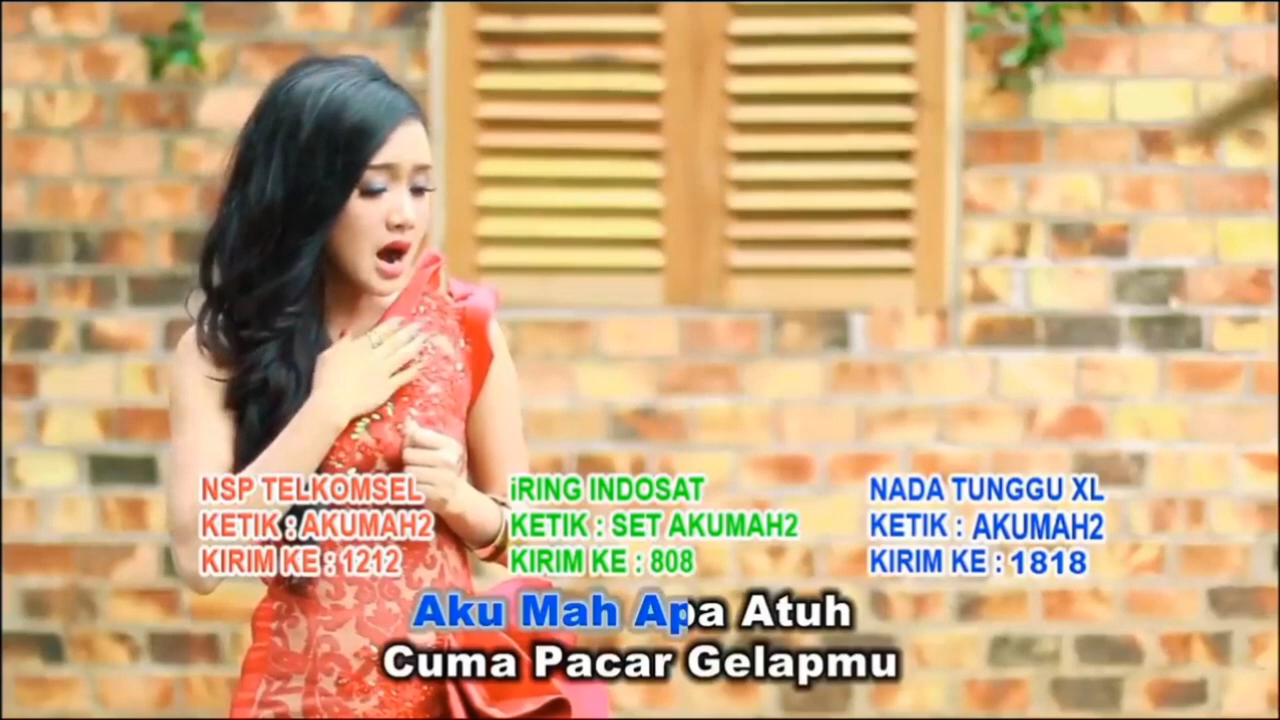 NSP TELKOMSEL
KETIK : AKUMAH2
KIRIM KE : 1212
iRING INDOSAT
KETIK : SET AKUMAH2
KIRIM KE : 808
NADA TUNGGU XL
KETIK : AKUMAH2
KIRIM KE : 1818
Aku Mah Apa Atuh
Cuma Pacar Gelapmu